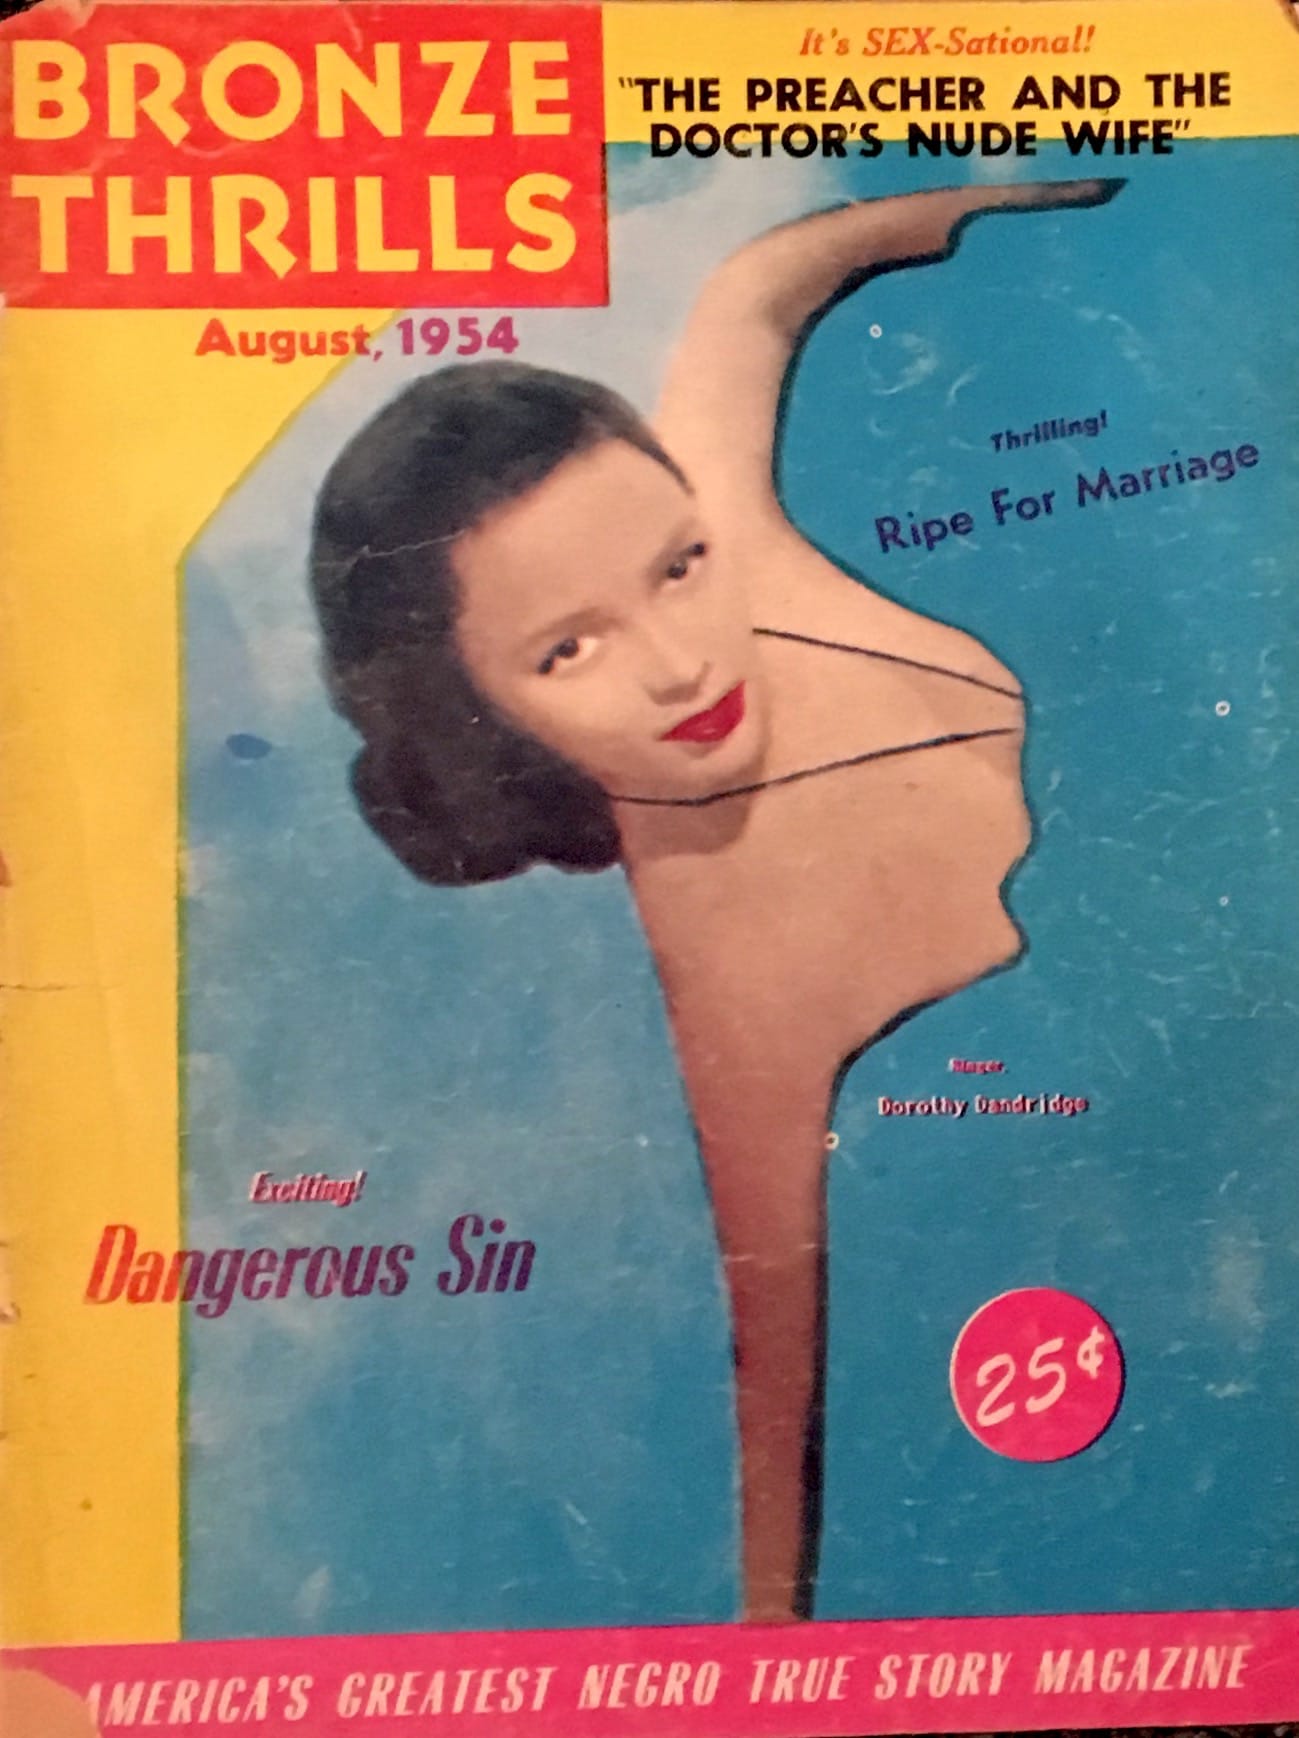 BRONZE
THRILLS
It's SEX-Sational!
"THE PREACHER AND THE
DOCTOR'S NUDE WIFE"
August, 1954
Thrilling!
Ripe For Marriage
Singer,
Dorothy Dandridge
Exciting!
Dangerous Sin
25¢
AMERICA'S GREATEST NEGRO TRUE STORY MAGAZINE